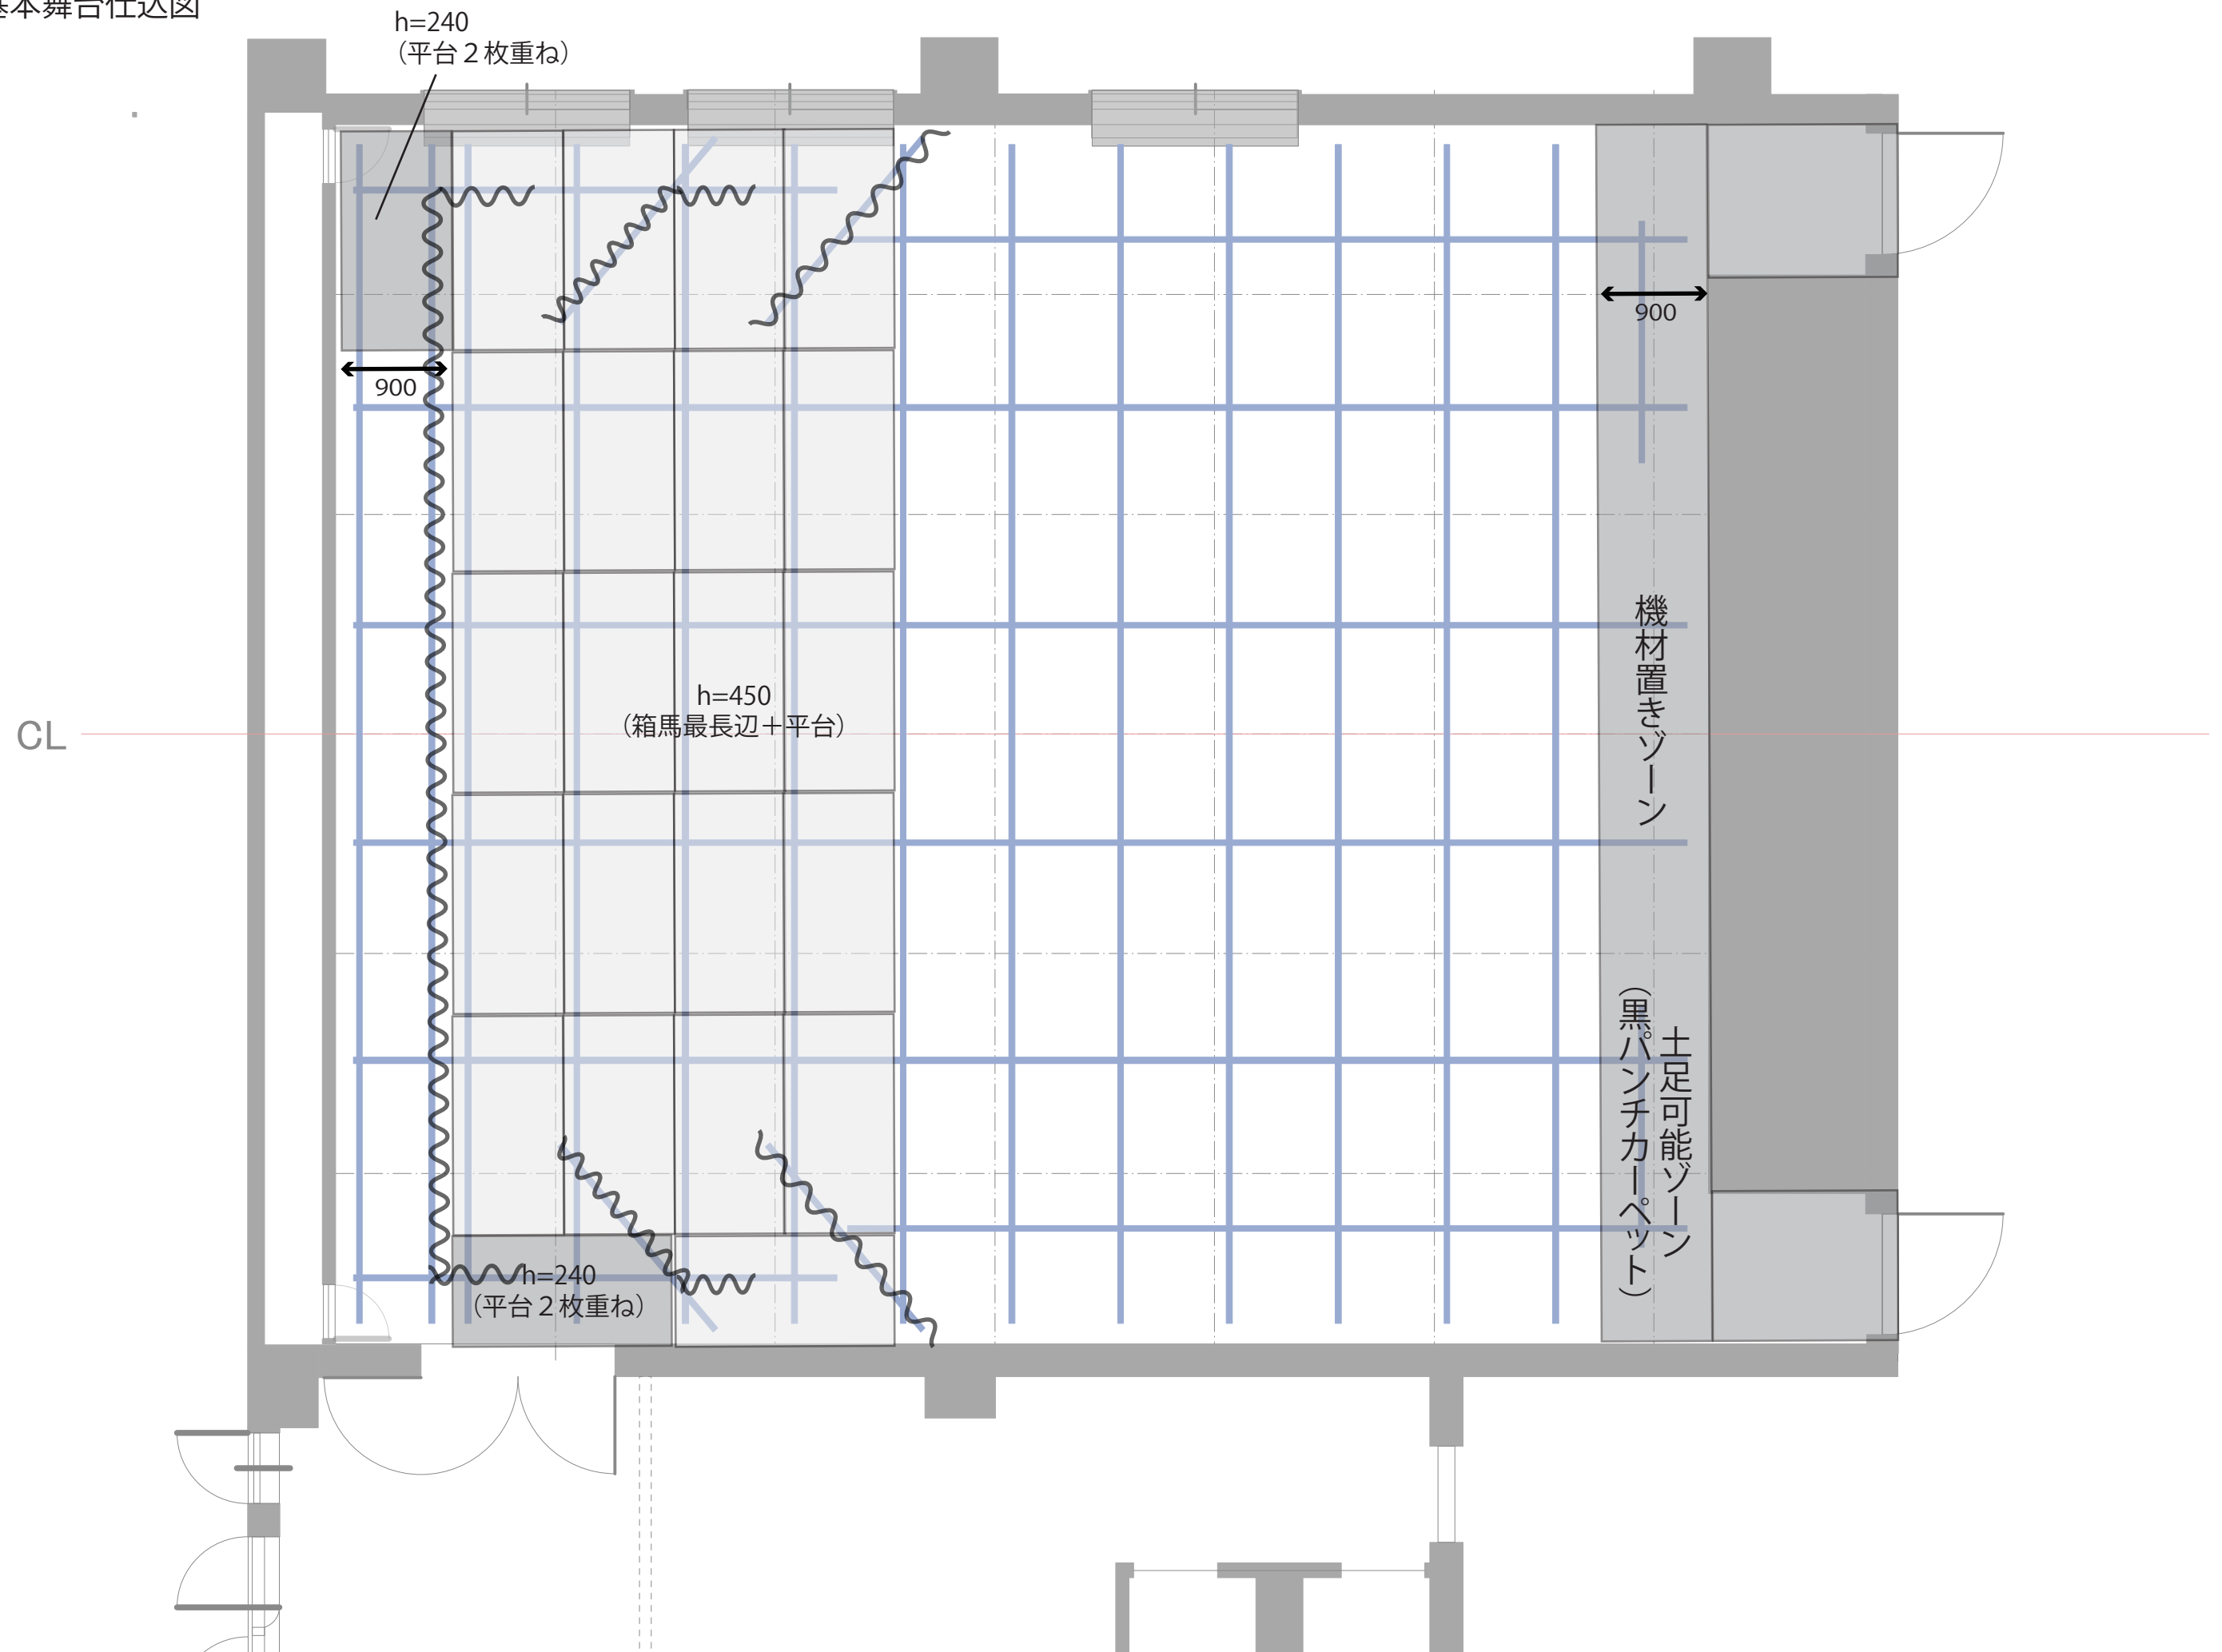 基本舞台仕込図
h=240
（平台２枚重ね）
900
900
機材置きゾーン
h=450
（箱馬最長辺＋平台）
CL
土足可能ゾーン
（黒パンチカーペット）
h=240
（平台２枚重ね）